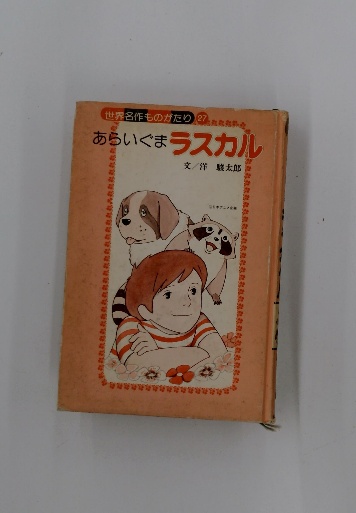 世界名作ものがたり 27
あらいぐまラスカル
文／洋 駿太郎